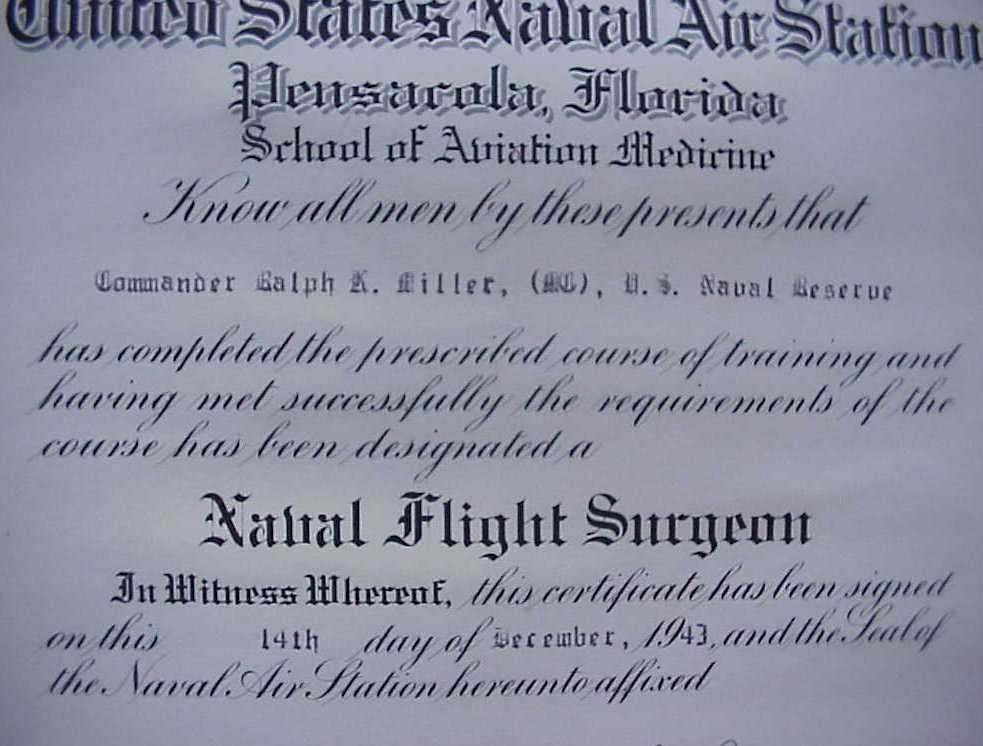 United States Naval Air Station
Pensacola, Florida
School of Aviation Medicine
Know all men by these presents that
Commander Ralph K. Miller, (MC), U. S. Naval Reserve
has completed the prescribed course of training and
having met successfully the requirements of the
course has been designated a
Naval Flight Surgeon
In Witness Whereof, this certificate has been signed
on this 14th day of December, 1943, and the Seal of
the Naval Air Station hereunto affixed